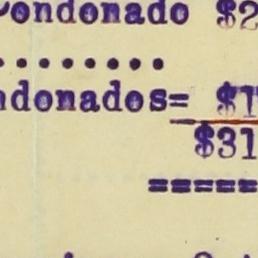 ondonado $2
.......
ndonados= $1
$31
=====